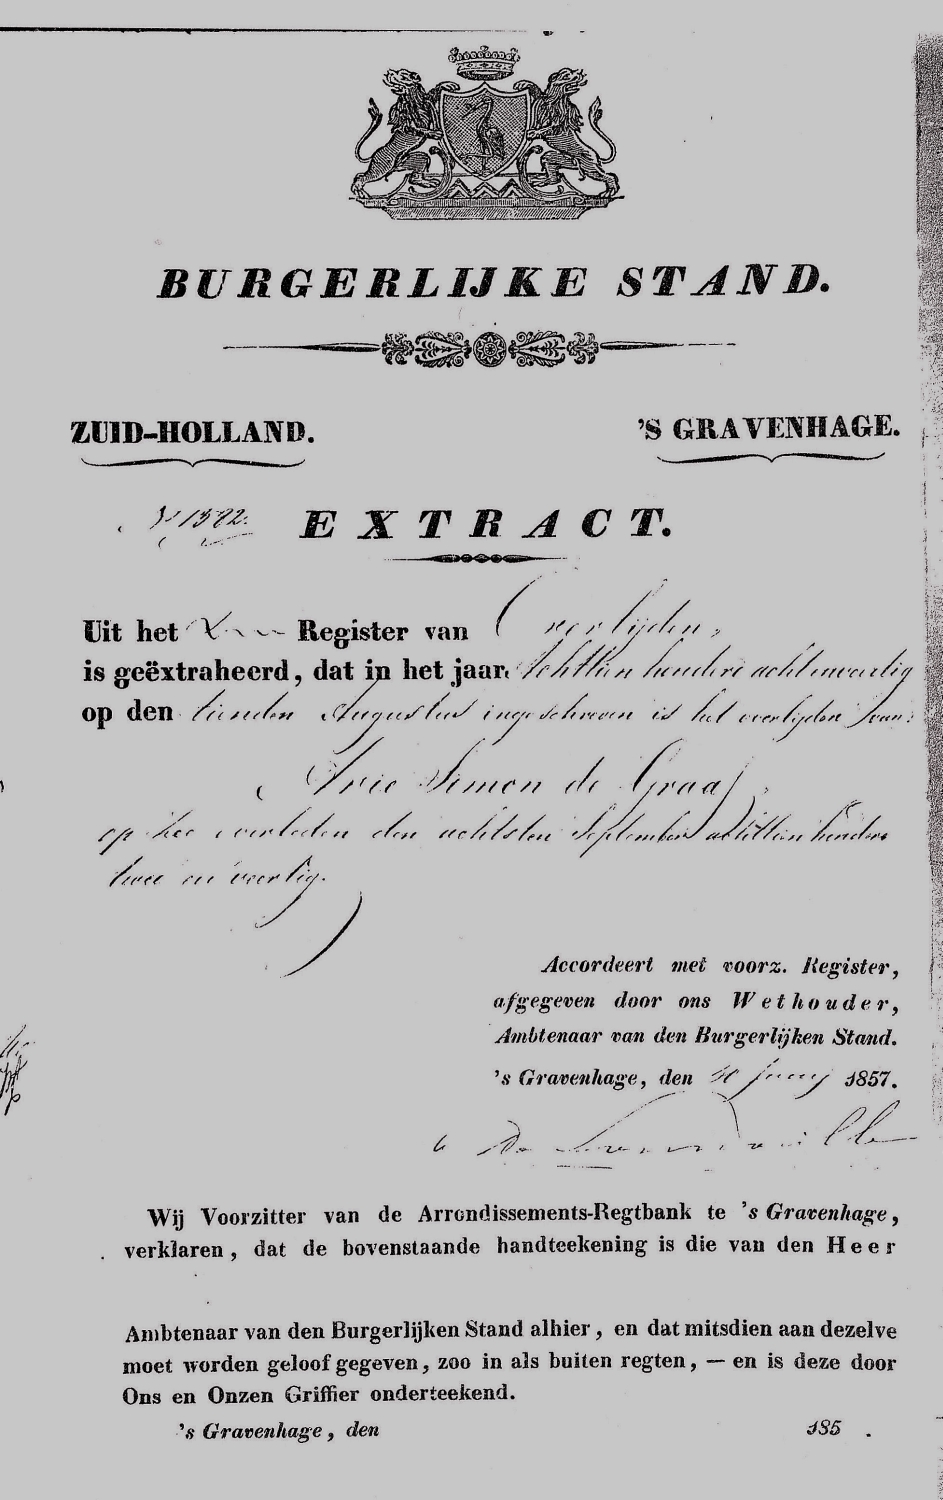 BURGERLIJKE STAND.
ZUID-HOLLAND.
'S GRAVENHAGE.
EXTRACT.
Uit het Register van Overlijden,
is geëxtraheerd, dat in het jaar achttien honderd achtenveertig
op den tienden Augustus ingeschreven is het overlijden van:
Arie Simon de Graaf,
op zee overleden den achtsten September achttien honderd
twee en veertig.
Accordeert met voorz. Register,
afgegeven door ons Wethouder,
Ambtenaar van den Burgerlijken Stand.
's Gravenhage, den Junij 1857.
Wij Voorzitter van de Arrondissements-Regtbank te 's Gravenhage,
verklaren, dat de bovenstaande handteekening is die van den Heer
Ambtenaar van den Burgerlijken Stand alhier, en dat mitsdien aan dezelve
moet worden geloof gegeven, zoo in als buiten regten, — en is deze door
Ons en Onzen Griffier onderteekend.
's Gravenhage, den 185 .